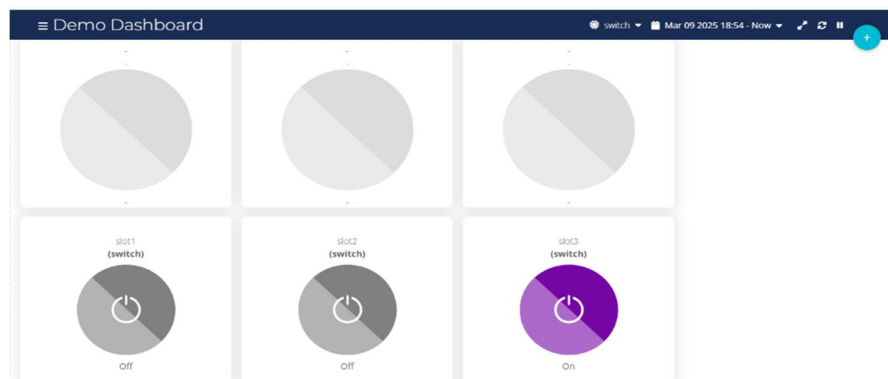 ≡ Demo Dashboard
switch
Mar 09 2025 18:54 - Now
+
- - -
- - -
- - -
slot1 slot2 slot3
(switch) (switch) (switch)
Off Off On